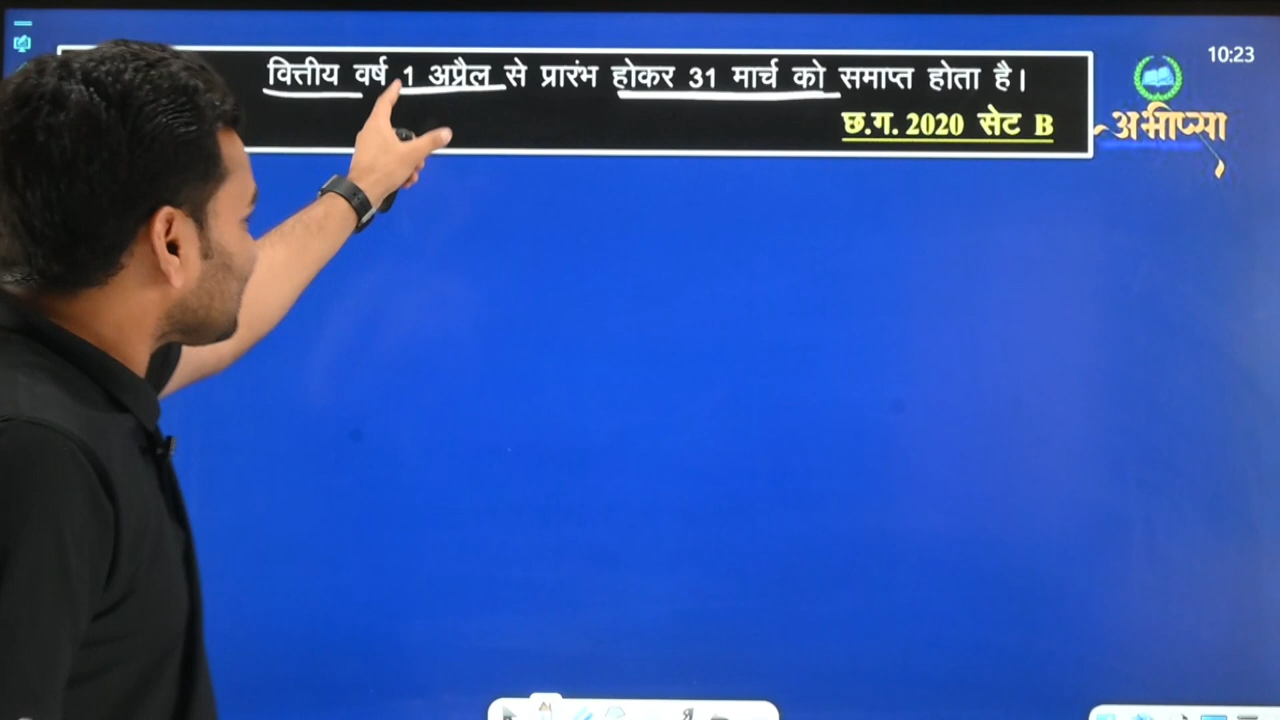 10:23
वित्तीय वर्ष 1 अप्रैल से प्रारंभ होकर 31 मार्च को समाप्त होता है।
छ.ग. 2020 सेट B
अभीप्सा